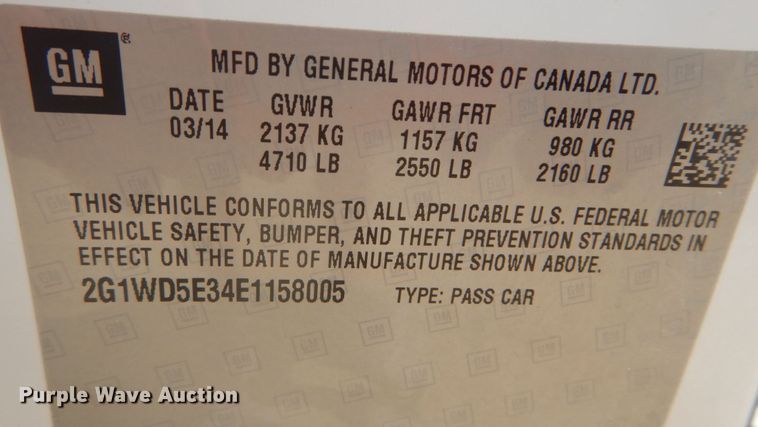 GM ®
MFD BY GENERAL MOTORS OF CANADA LTD.
DATE GVWR GAWR FRT GAWR RR
03/14 2137 KG 1157 KG 980 KG
4710 LB 2550 LB 2160 LB
THIS VEHICLE CONFORMS TO ALL APPLICABLE U.S. FEDERAL MOTOR
VEHICLE SAFETY, BUMPER, AND THEFT PREVENTION STANDARDS IN
EFFECT ON THE DATE OF MANUFACTURE SHOWN ABOVE.
2G1WD5E34E1158005 TYPE: PASS CAR
Purple Wave Auction